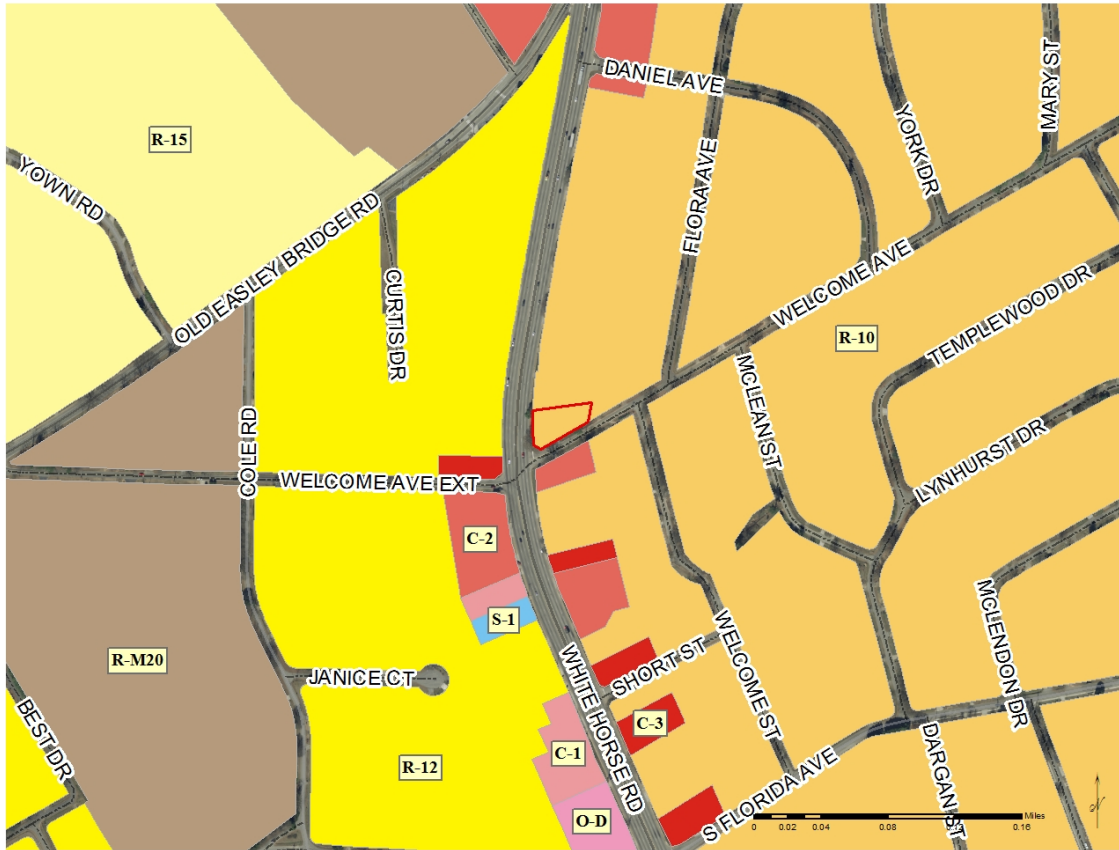 DANIEL AVE
MARY ST
YORK DR
R-15
YOWN RD
FLORA AVE
OLD EASLEY BRIDGE RD
CURTIS DR
WELCOME AVE
TEMPLEWOOD DR
R-10
MCLEAN ST
LYNHURST DR
COLE RD
WELCOME AVE EXT
C-2
S-1
MCLENDON DR
WELCOME ST
SHORT ST
WHITE HORSE RD
R-M20
JANICE CT
BEST DR
C-3
C-1
R-12
DARGAN ST
S FLORIDA AVE
O-D
Miles
0 0.02 0.04 0.08 0.16
N